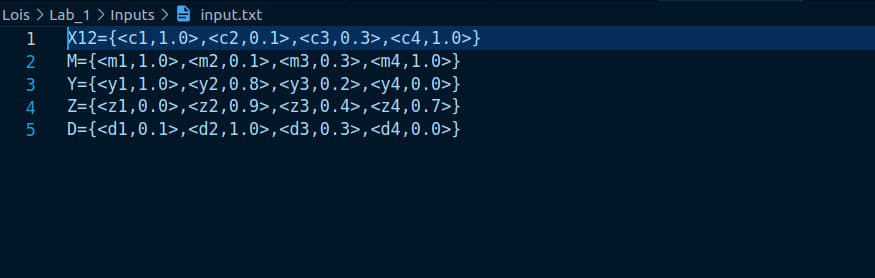 Lois > Lab_1 > Inputs > input.txt
1 X12={<c1,1.0>,<c2,0.1>,<c3,0.3>,<c4,1.0>}
2 M={<m1,1.0>,<m2,0.1>,<m3,0.3>,<m4,1.0>}
3 Y={<y1,1.0>,<y2,0.8>,<y3,0.2>,<y4,0.0>}
4 Z={<z1,0.0>,<z2,0.9>,<z3,0.4>,<z4,0.7>}
5 D={<d1,0.1>,<d2,1.0>,<d3,0.3>,<d4,0.0>}